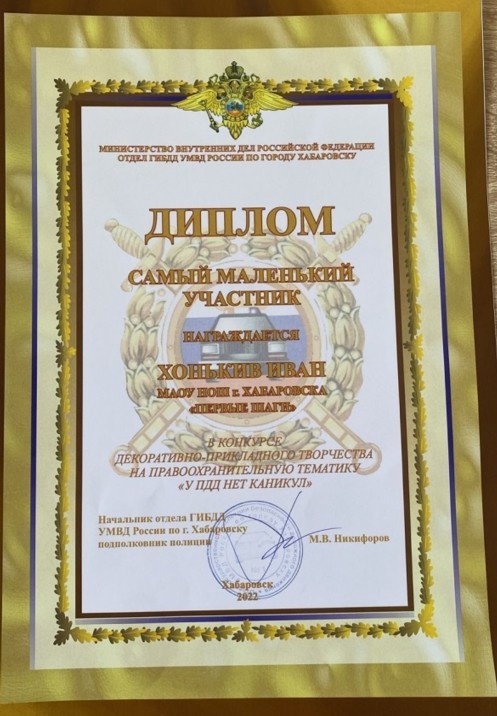 МИНИСТЕРСТВО ВНУТРЕННИХ ДЕЛ РОССИЙСКОЙ ФЕДЕРАЦИИ
ОТДЕЛ ГИБДД УМВД РОССИИ ПО ГОРОДУ ХАБАРОВСКУ
ДИПЛОМ
САМЫЙ МАЛЕНЬКИЙ
УЧАСТНИК
НАГРАЖДАЕТСЯ
ХОНЬКИВ ИВАН
МАОУ НОШ г. ХАБАРОВСКА
«ПЕРВЫЕ ШАГИ»
В КОНКУРСЕ
ДЕКОРАТИВНО-ПРИКЛАДНОГО ТВОРЧЕСТВА
НА ПРАВООХРАНИТЕЛЬНУЮ ТЕМАТИКУ
«У ПДД НЕТ КАНИКУЛ»
Начальник отдела ГИБДД
УМВД России по г. Хабаровску
подполковник полиции М.В. Никифоров
Хабаровск
2022